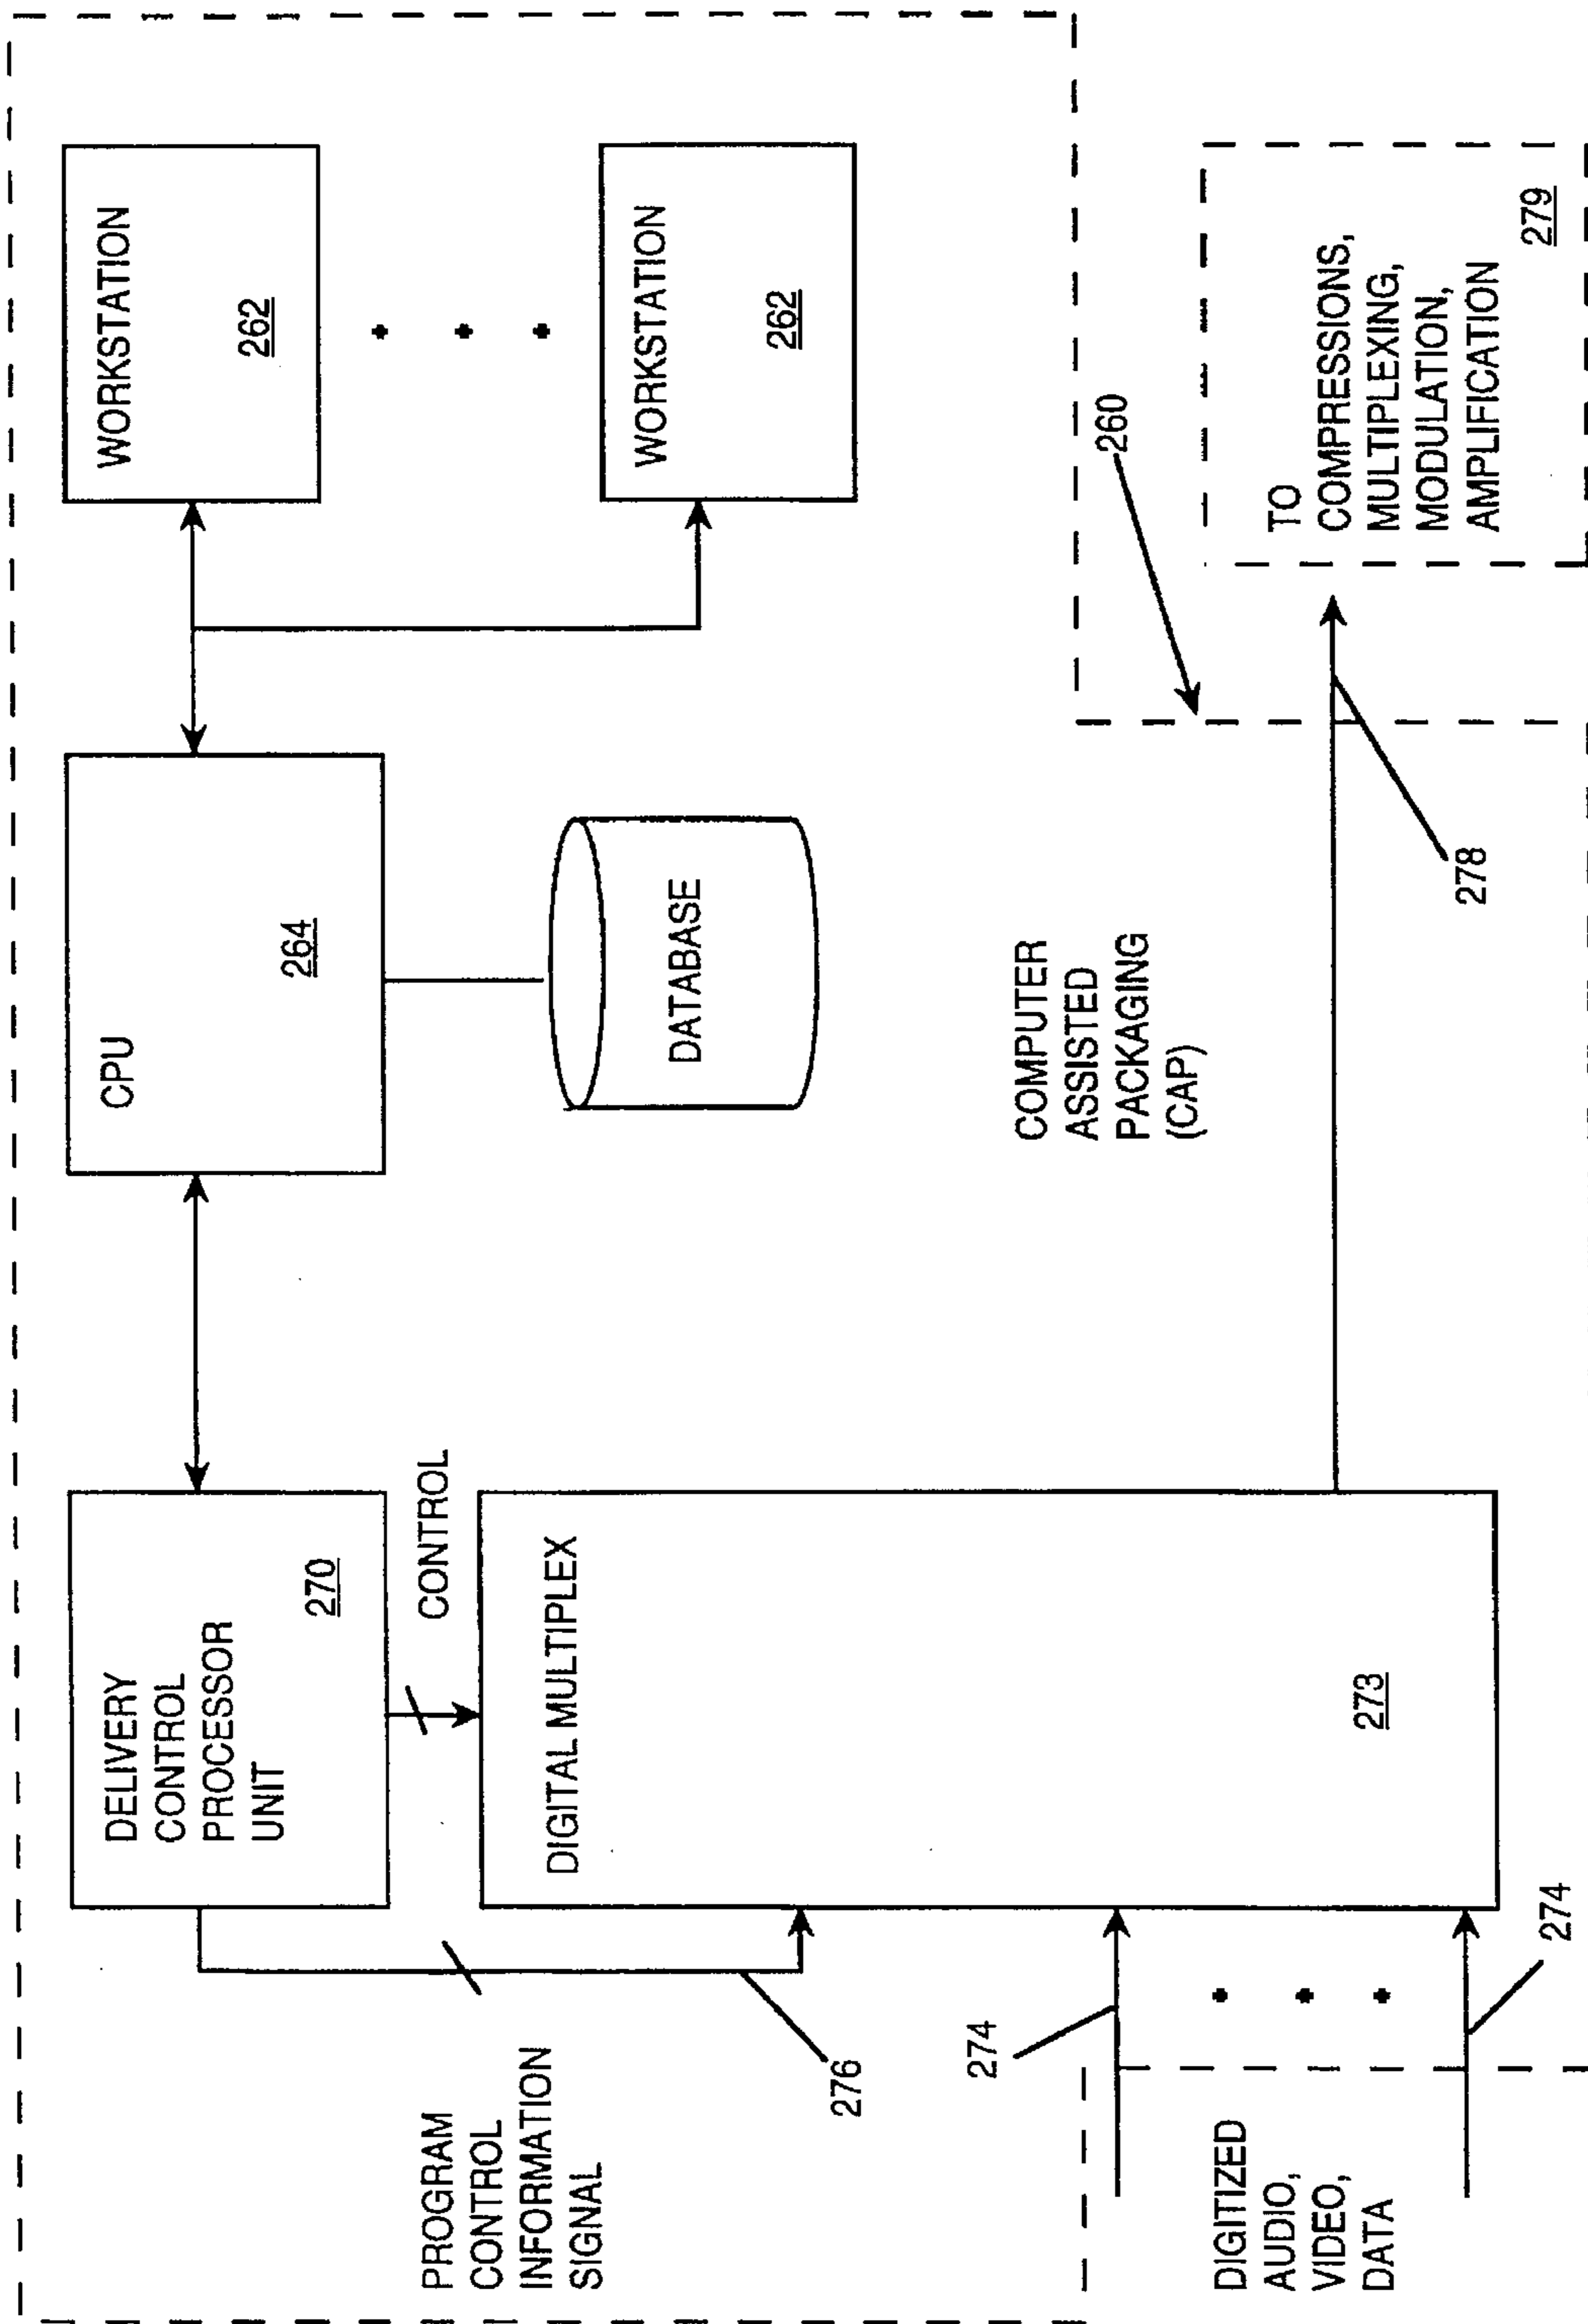 DELIVERY
CONTROL
PROCESSOR
UNIT
270
CPU
264
WORKSTATION
262
WORKSTATION
262
DATABASE
CONTROL
PROGRAM
CONTROL
INFORMATION
SIGNAL
276
DIGITAL MULTIPLEX
273
274
274
DIGITIZED
AUDIO,
VIDEO,
DATA
COMPUTER
ASSISTED
PACKAGING
(CAP)
260
278
TO
COMPRESSIONS,
MULTIPLEXING,
MODULATION,
AMPLIFICATION
279